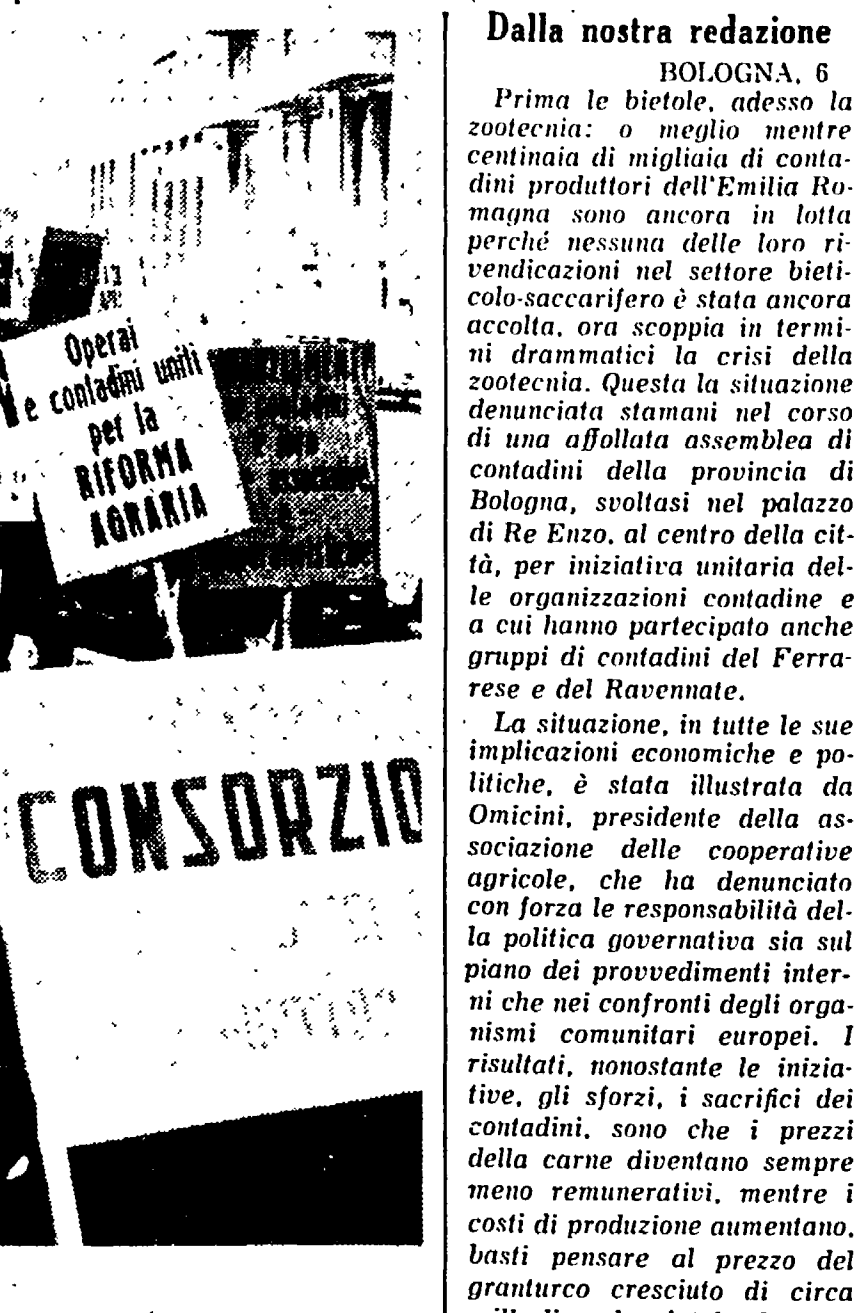 Operai
e contadini uniti
per la
RIFORMA
AGRARIA
CONSORZIO
Dalla nostra redazione
BOLOGNA, 6
Prima le bietole, adesso la
zootecnia: o meglio mentre
centinaia di migliaia di conta-
dini produttori dell'Emilia Ro-
magna sono ancora in lotta
perché nessuna delle loro ri-
vendicazioni nel settore bieti-
colo-saccarifero è stata ancora
accolta, ora scoppia in termi-
ni drammatici la crisi della
zootecnia. Questa la situazione
denunciata stamani nel corso
di una affollata assemblea di
contadini della provincia di
Bologna, svoltasi nel palazzo
di Re Enzo, al centro della cit-
tà, per iniziativa unitaria del-
le organizzazioni contadine e
a cui hanno partecipato anche
gruppi di contadini del Ferra-
rese e del Ravennate.
La situazione, in tutte le sue
implicazioni economiche e po-
litiche, è stata illustrata da
Omicini, presidente della as-
sociazione delle cooperative
agricole, che ha denunciato
con forza le responsabilità del-
la politica governativa sia sul
piano dei provvedimenti inter-
ni che nei confronti degli orga-
nismi comunitari europei. I
risultati, nonostante le inizia-
tive, gli sforzi, i sacrifici dei
contadini, sono che i prezzi
della carne diventano sempre
meno remunerativi, mentre i
costi di produzione aumentano,
basti pensare al prezzo del
granturco cresciuto di circa